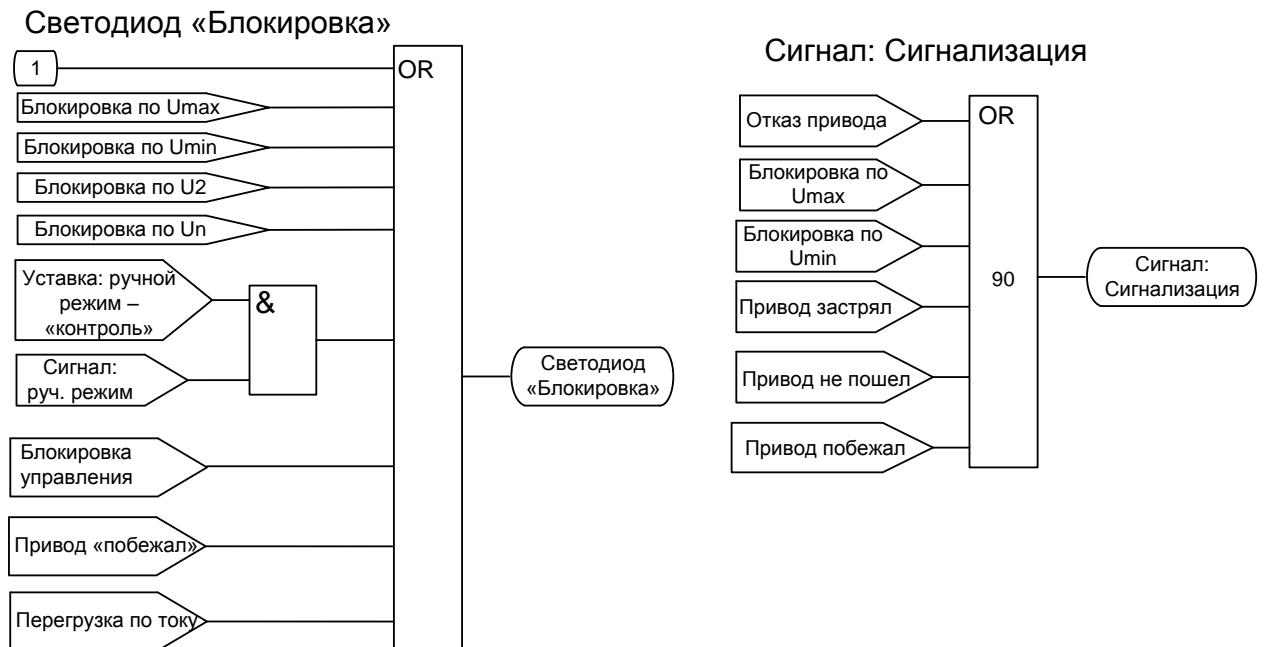 Светодиод «Блокировка»
1
OR
Блокировка по Umax
Блокировка по Umin
Блокировка по U2
Блокировка по Un
Уставка: ручной
режим –
«контроль»
&
Сигнал:
руч. режим
Блокировка
управления
Привод «побежал»
Перегрузка по току
Светодиод
«Блокировка»
Сигнал: Сигнализация
Отказ привода
OR
Блокировка по
Umax
Блокировка по
Umin
90
Привод застрял
Привод не пошел
Привод побежал
Сигнал:
Сигнализация